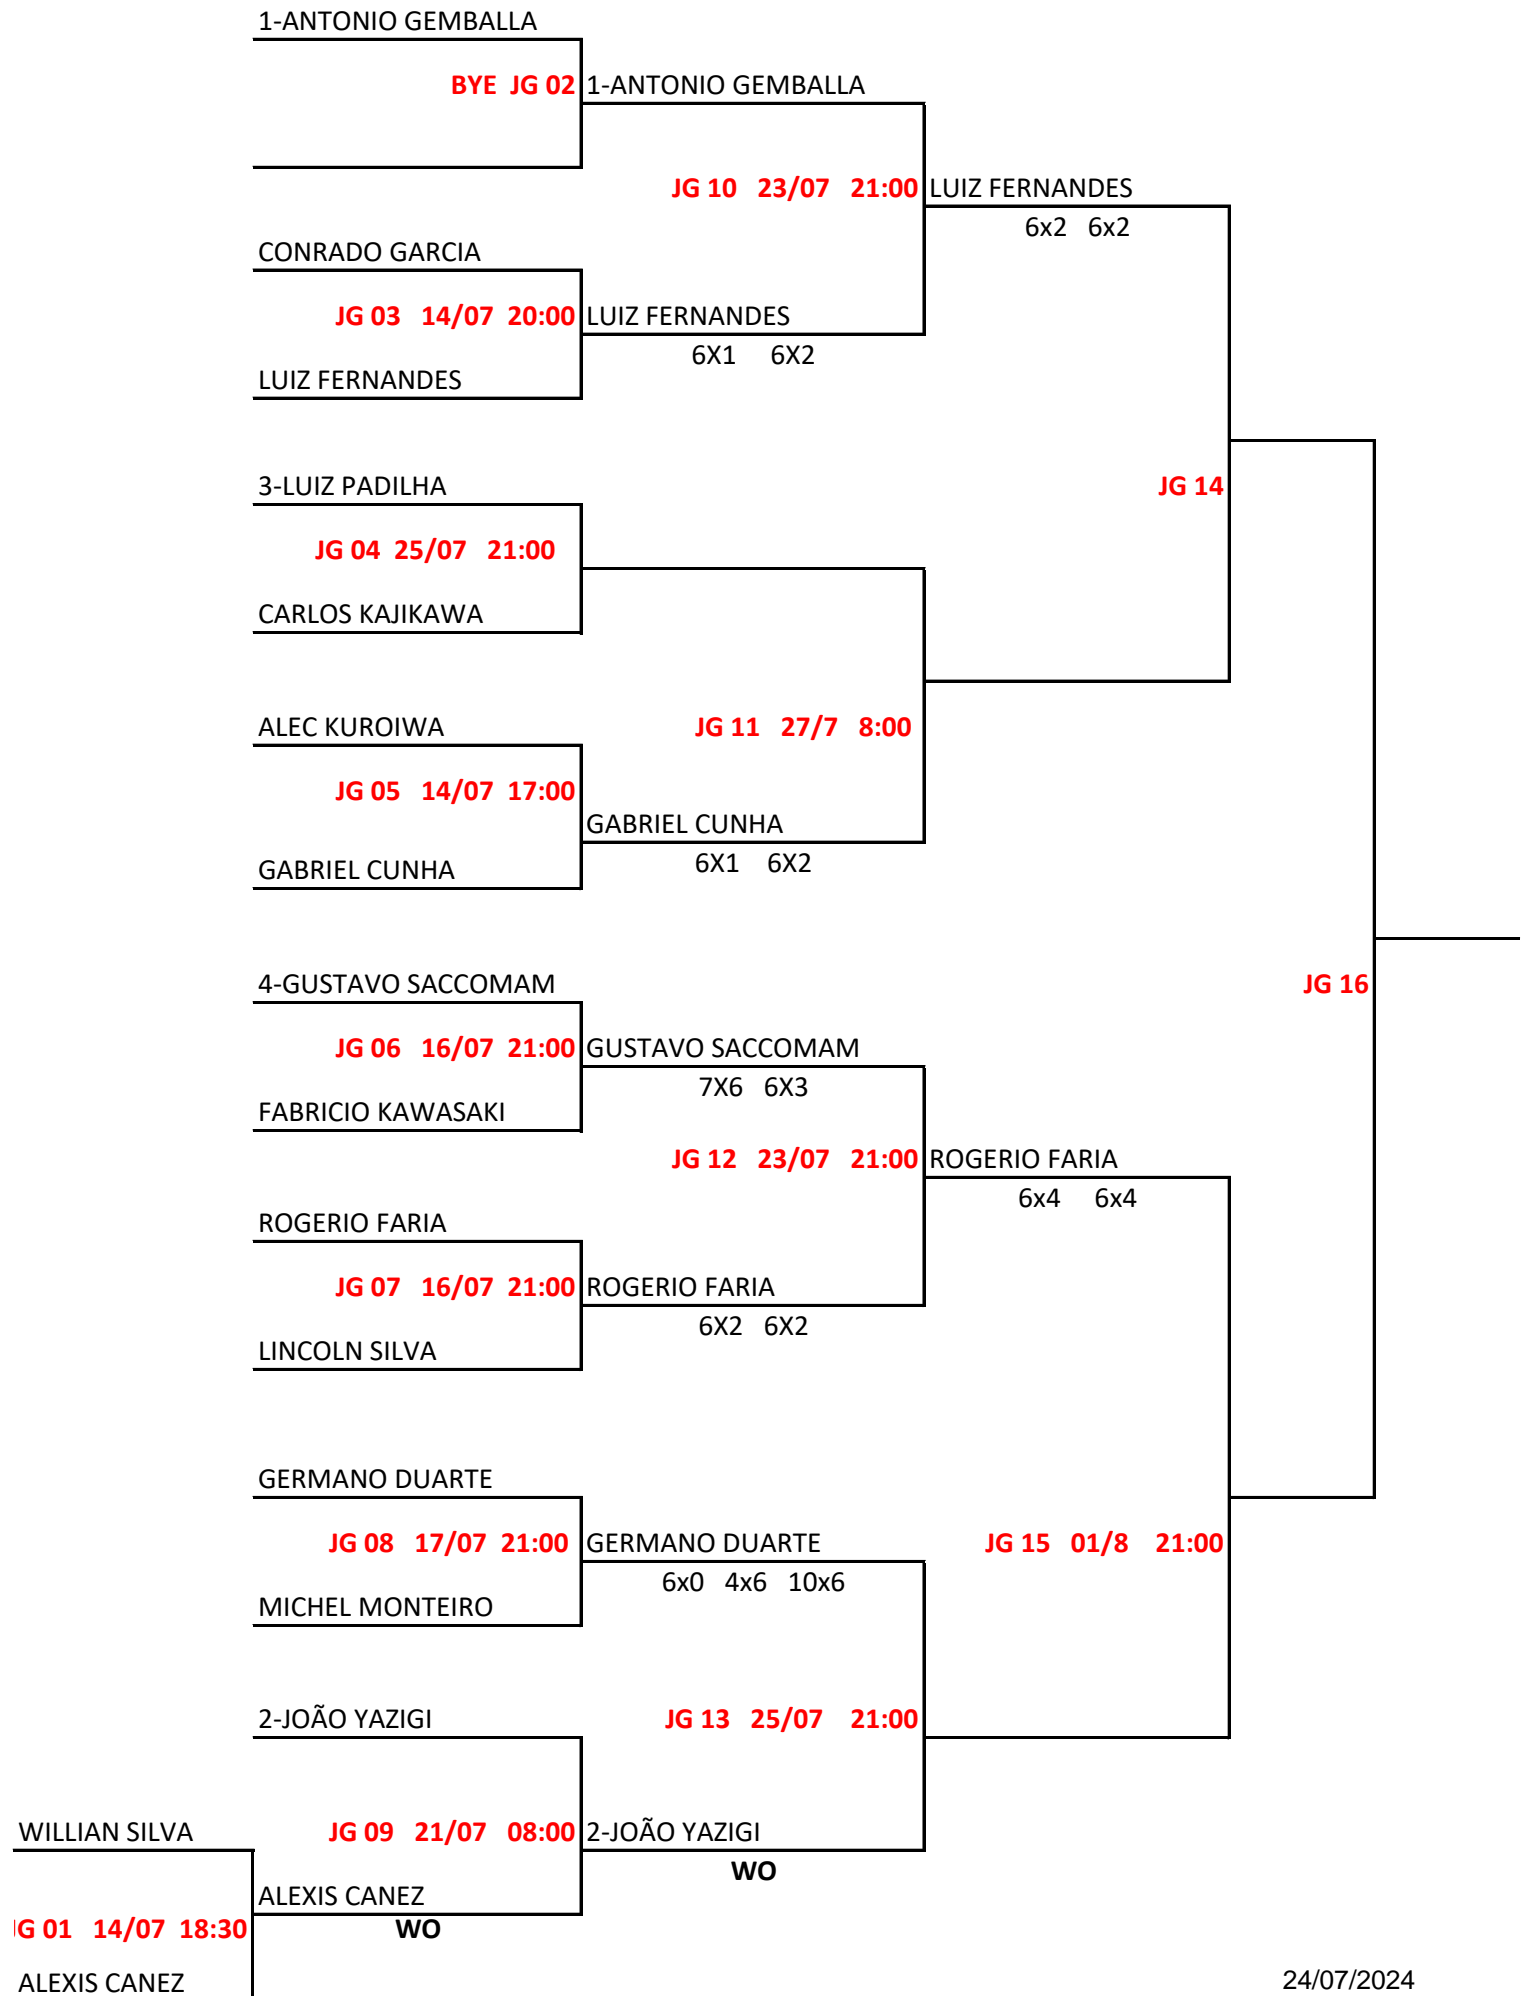 1-ANTONIO GEMBALLA
BYE JG 02
1-ANTONIO GEMBALLA
JG 10 23/07 21:00
LUIZ FERNANDES
6x2 6x2
CONRADO GARCIA
JG 03 14/07 20:00
LUIZ FERNANDES
6X1 6X2
LUIZ FERNANDES
3-LUIZ PADILHA
JG 14
JG 04 25/07 21:00
CARLOS KAJIKAWA
ALEC KUROIWA
JG 11 27/7 8:00
JG 05 14/07 17:00
GABRIEL CUNHA
6X1 6X2
GABRIEL CUNHA
4-GUSTAVO SACCOMAM
JG 16
JG 06 16/07 21:00
GUSTAVO SACCOMAM
7X6 6X3
FABRICIO KAWASAKI
JG 12 23/07 21:00
ROGERIO FARIA
6x4 6x4
ROGERIO FARIA
JG 07 16/07 21:00
ROGERIO FARIA
6X2 6X2
LINCOLN SILVA
GERMANO DUARTE
JG 08 17/07 21:00
GERMANO DUARTE
JG 15 01/8 21:00
6x0 4x6 10x6
MICHEL MONTEIRO
2-JOÃO YAZIGI
JG 13 25/07 21:00
WILLIAN SILVA
JG 09 21/07 08:00
2-JOÃO YAZIGI
WO
ALEXIS CANEZ
JG 01 14/07 18:30
WO
ALEXIS CANEZ
24/07/2024